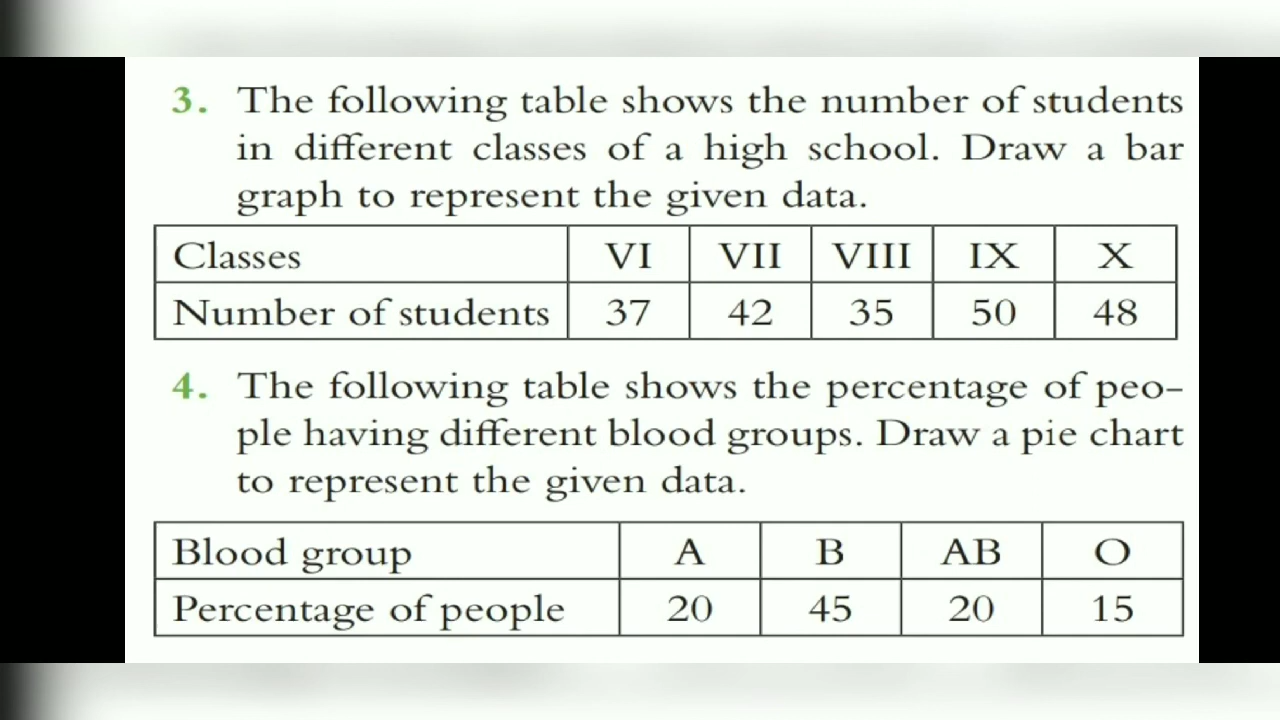 3. The following table shows the number of students
in different classes of a high school. Draw a bar
graph to represent the given data.
Classes VI VII VIII IX X
Number of students 37 42 35 50 48
4. The following table shows the percentage of peo-
ple having different blood groups. Draw a pie chart
to represent the given data.
Blood group A B AB O
Percentage of people 20 45 20 15